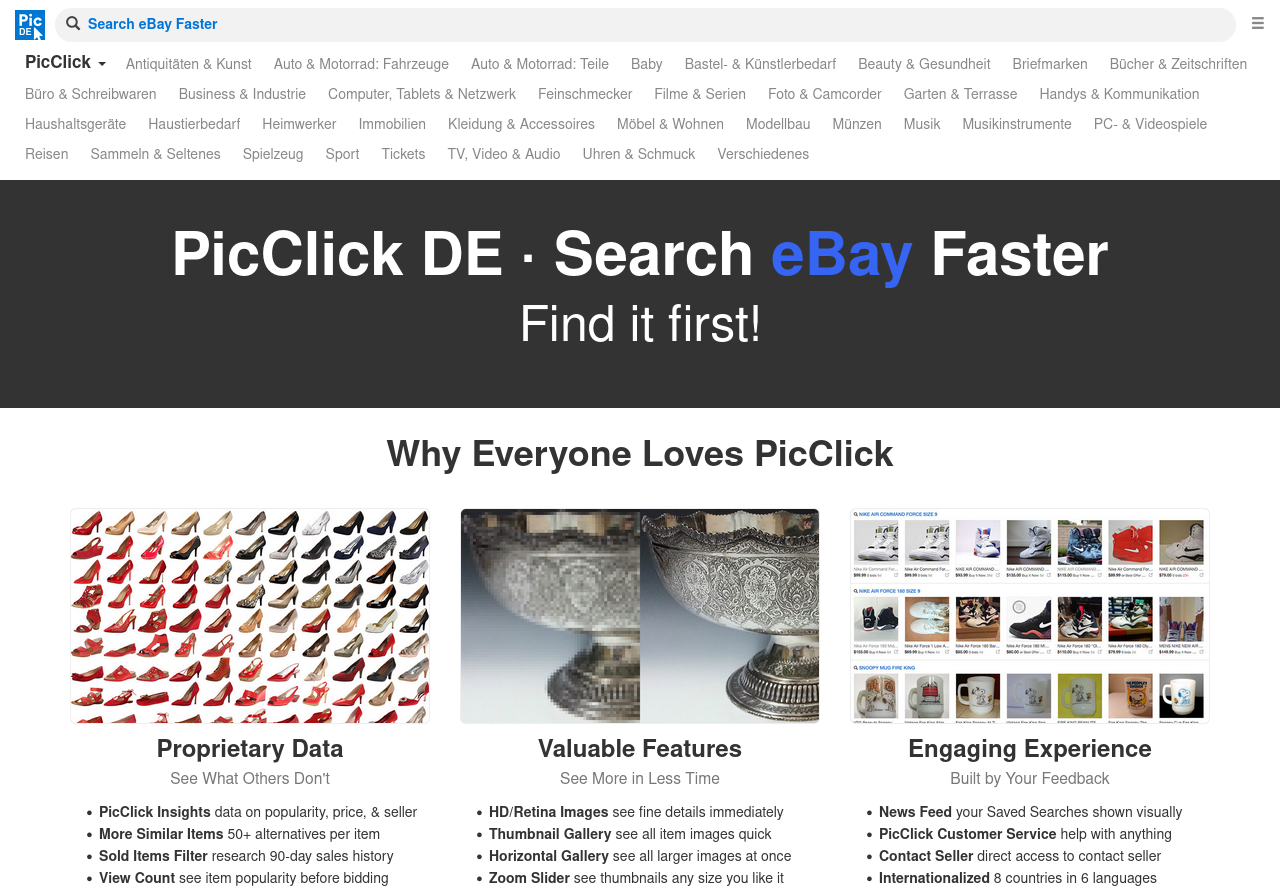 Pic
DE
Search eBay Faster
PicClick
Antiquitäten & Kunst Auto & Motorrad: Fahrzeuge Auto & Motorrad: Teile Baby Bastel- & Künstlerbedarf Beauty & Gesundheit Briefmarken Bücher & Zeitschriften
Büro & Schreibwaren Business & Industrie Computer, Tablets & Netzwerk Feinschmecker Filme & Serien Foto & Camcorder Garten & Terrasse Handys & Kommunikation
Haushaltsgeräte Haustierbedarf Heimwerker Immobilien Kleidung & Accessoires Möbel & Wohnen Modellbau Münzen Musik Musikinstrumente PC- & Videospiele
Reisen Sammeln & Seltenes Spielzeug Sport Tickets TV, Video & Audio Uhren & Schmuck Verschiedenes
PicClick DE · Search eBay Faster
Find it first!
Why Everyone Loves PicClick
NIKE AIR COMMAND FORCE SIZE 9
NIKE AIR FORCE 180 SIZE 9
SNOOPY MUG FIRE KING
Proprietary Data
See What Others Don't
PicClick Insights data on popularity, price, & seller
More Similar Items 50+ alternatives per item
Sold Items Filter research 90-day sales history
View Count see item popularity before bidding
Valuable Features
See More in Less Time
HD/Retina Images see fine details immediately
Thumbnail Gallery see all item images quick
Horizontal Gallery see all larger images at once
Zoom Slider see thumbnails any size you like it
Engaging Experience
Built by Your Feedback
News Feed your Saved Searches shown visually
PicClick Customer Service help with anything
Contact Seller direct access to contact seller
Internationalized 8 countries in 6 languages